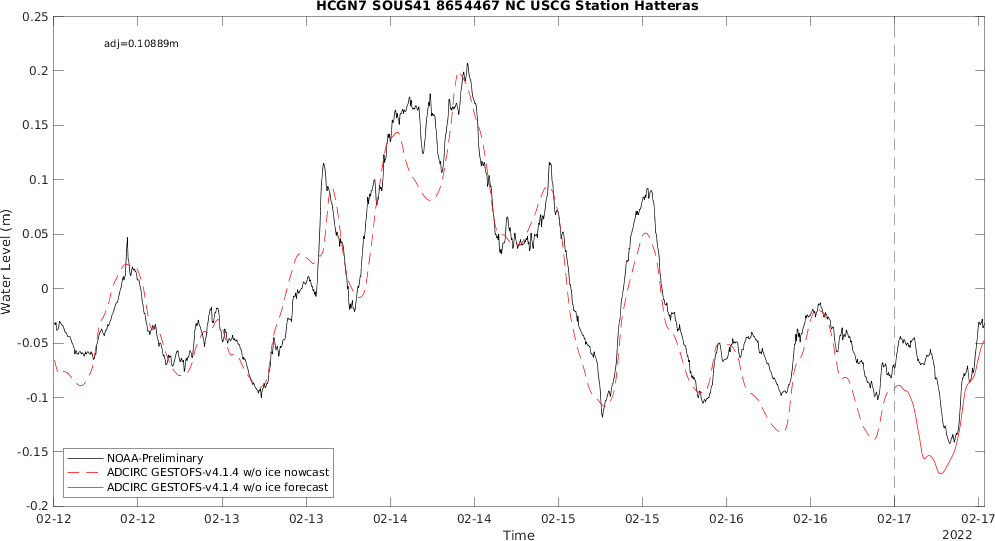 HCGN7 SOUS41 8654467 NC USCG Station Hatteras
adj=0.10889m
0.25
0.2
0.15
0.1
0.05
0
-0.05
-0.1
-0.15
-0.2
Water Level (m)
NOAA-Preliminary
ADCIRC GESTOFS-v4.1.4 w/o ice nowcast
ADCIRC GESTOFS-v4.1.4 w/o ice forecast
02-12 02-12 02-13 02-13 02-14 02-14 02-15 02-15 02-16 02-16 02-17 02-17
Time
2022